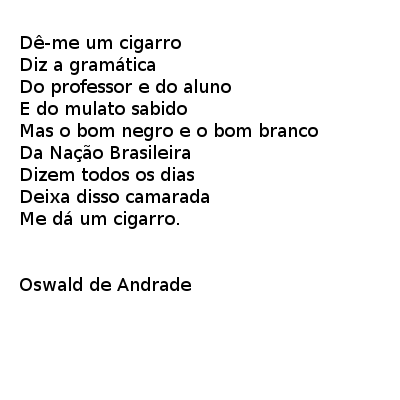 Dê-me um cigarro
Diz a gramática
Do professor e do aluno
E do mulato sabido
Mas o bom negro e o bom branco
Da Nação Brasileira
Dizem todos os dias
Deixa disso camarada
Me dá um cigarro.
Oswald de Andrade